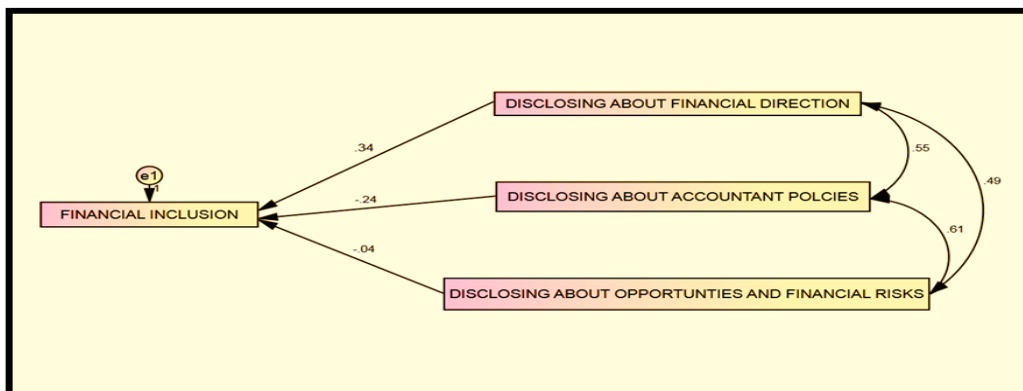 DISCLOSING ABOUT FINANCIAL DIRECTION
.34
.55
e1
1
.49
DISCLOSING ABOUT ACCOUNTANT POLCIES
-.24
FINANCIAL INCLUSION
.61
-.04
DISCLOSING ABOUT OPPORTUNTIES AND FINANCIAL RISKS